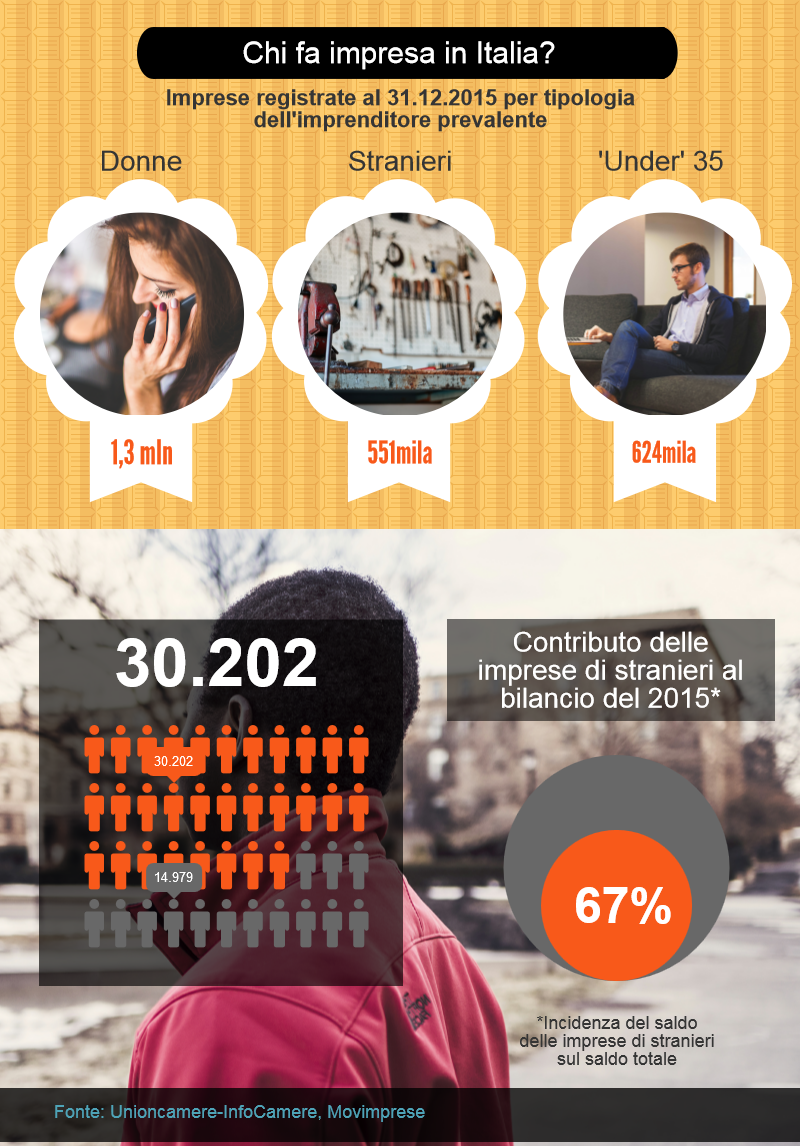 Chi fa impresa in Italia?
Imprese registrate al 31.12.2015 per tipologia
dell'imprenditore prevalente
Donne
Stranieri
'Under' 35
1,3 mln
551mila
624mila
30.202
30.202
14.979
Contributo delle
imprese di stranieri al
bilancio del 2015*
67%
*Incidenza del saldo
delle imprese di stranieri
sul saldo totale
Fonte: Unioncamere-InfoCamere, Movimprese